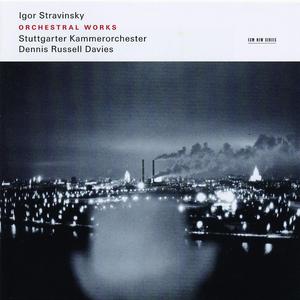 Igor Stravinsky
ORCHESTRAL WORKS
Stuttgarter Kammerorchester
Dennis Russell Davies
ECM NEW SERIES